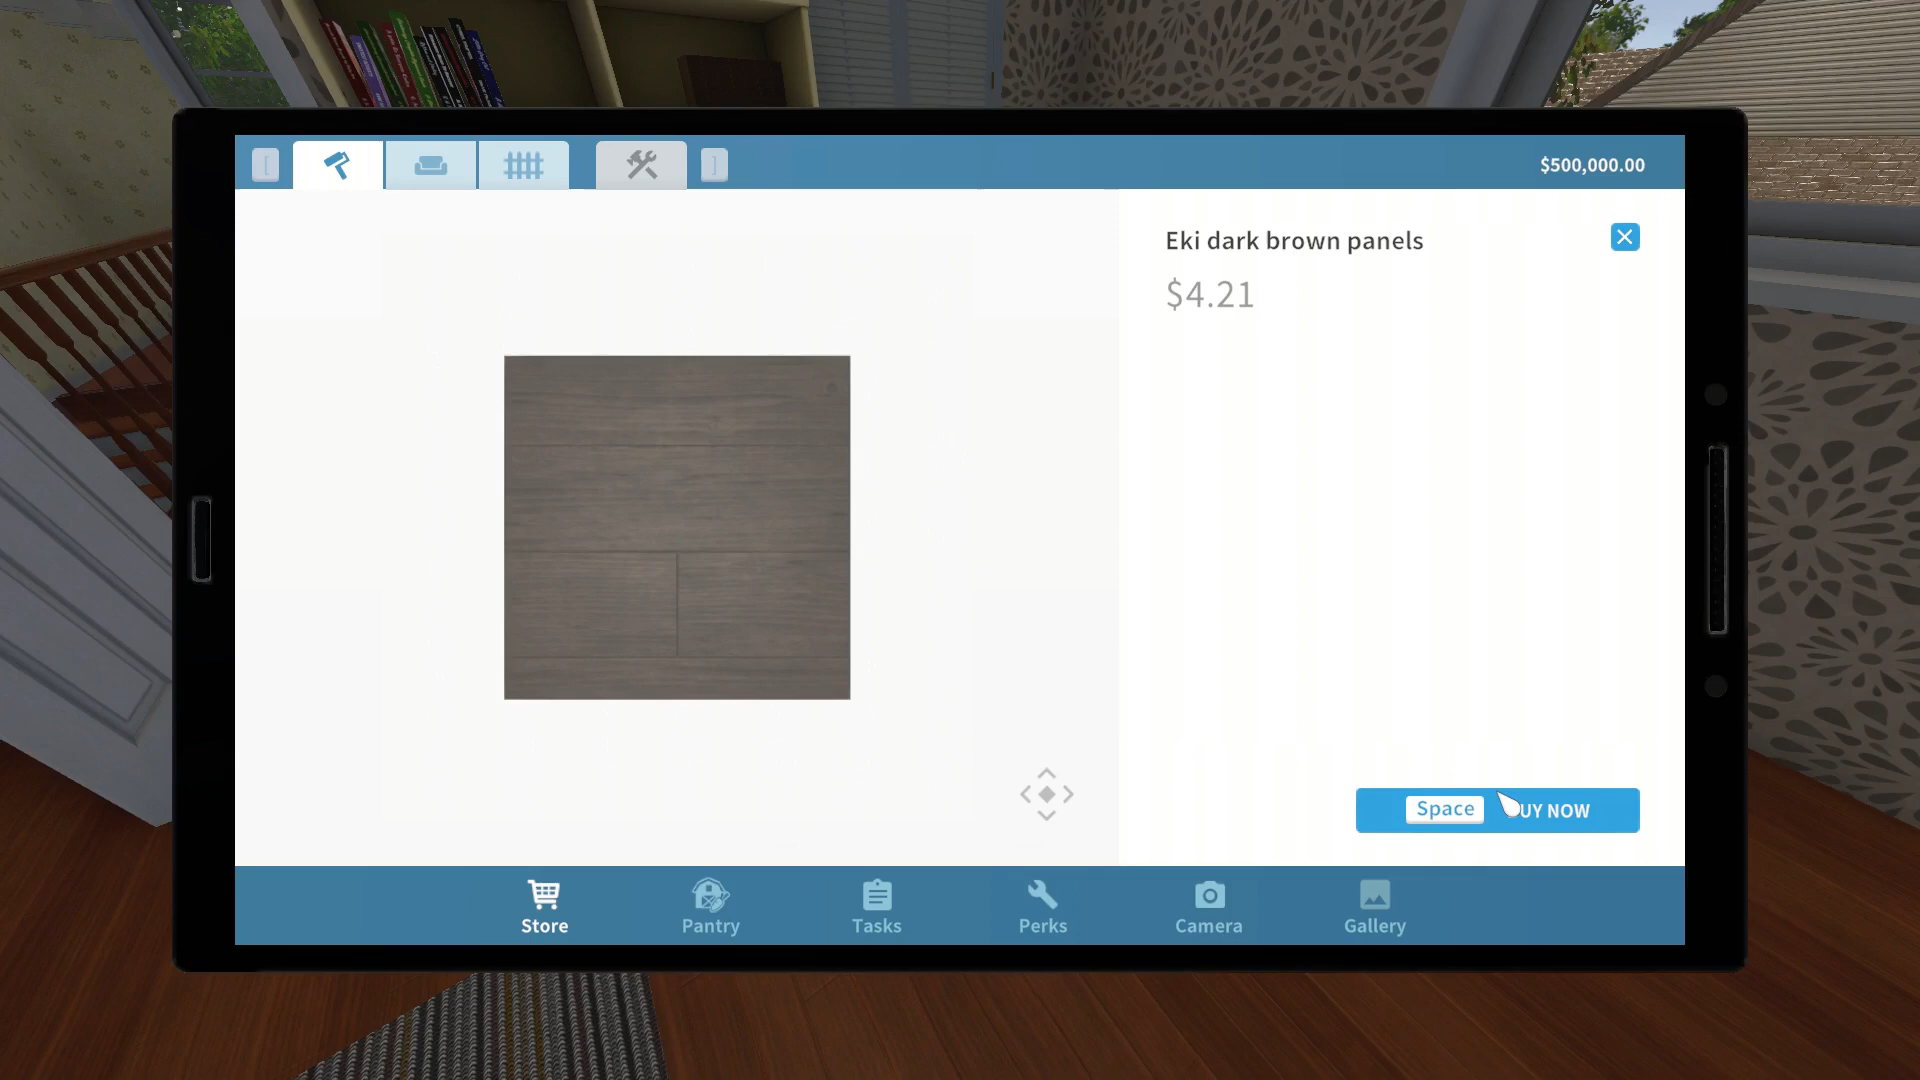 [
]
$500,000.00
Eki dark brown panels
$4.21
Space
UY NOW
Store
Pantry
Tasks
Perks
Camera
Gallery